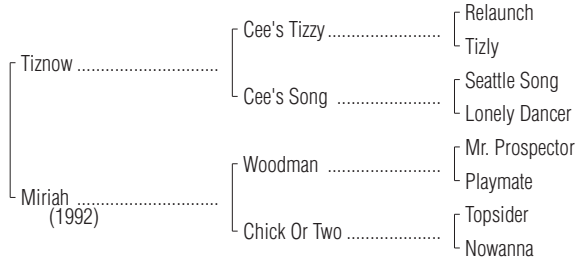 Relaunch
Cee's Tizzy ........................
Tizly
Tiznow ..............................
Seattle Song
Cee's Song ......................
Lonely Dancer
Mr. Prospector
Woodman ........................
Playmate
Miriah ..............................
(1992)
Topsider
Chick Or Two ....................
Nowanna